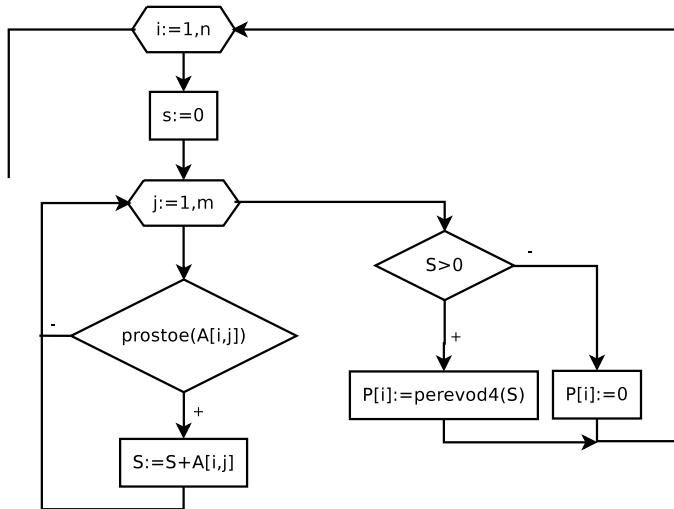 i:=1,n
s:=0
j:=1,m
S>0
-
prostoe(A[i,j])
-
+
P[i]:=perevod4(S)
P[i]:=0
+
S:=S+A[i,j]